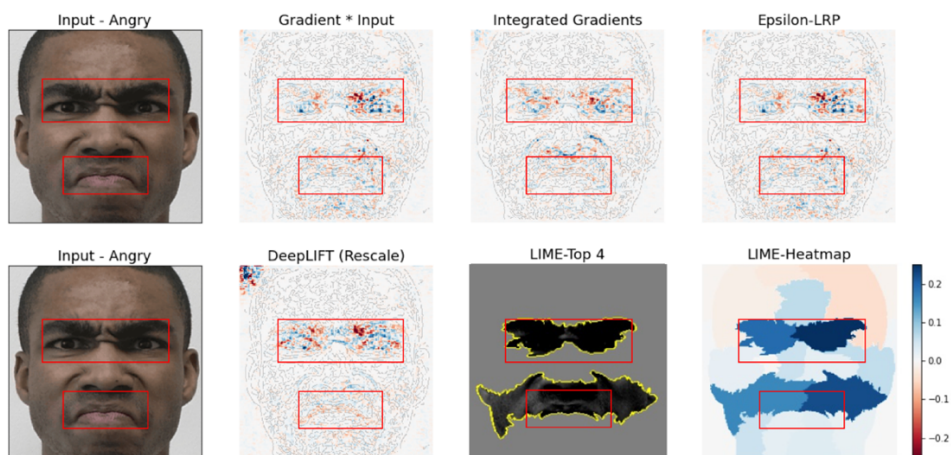 Input - Angry
Gradient * Input
Integrated Gradients
Epsilon-LRP
Input - Angry
DeepLIFT (Rescale)
LIME-Top 4
LIME-Heatmap
0.2
0.1
0.0
−0.1
−0.2